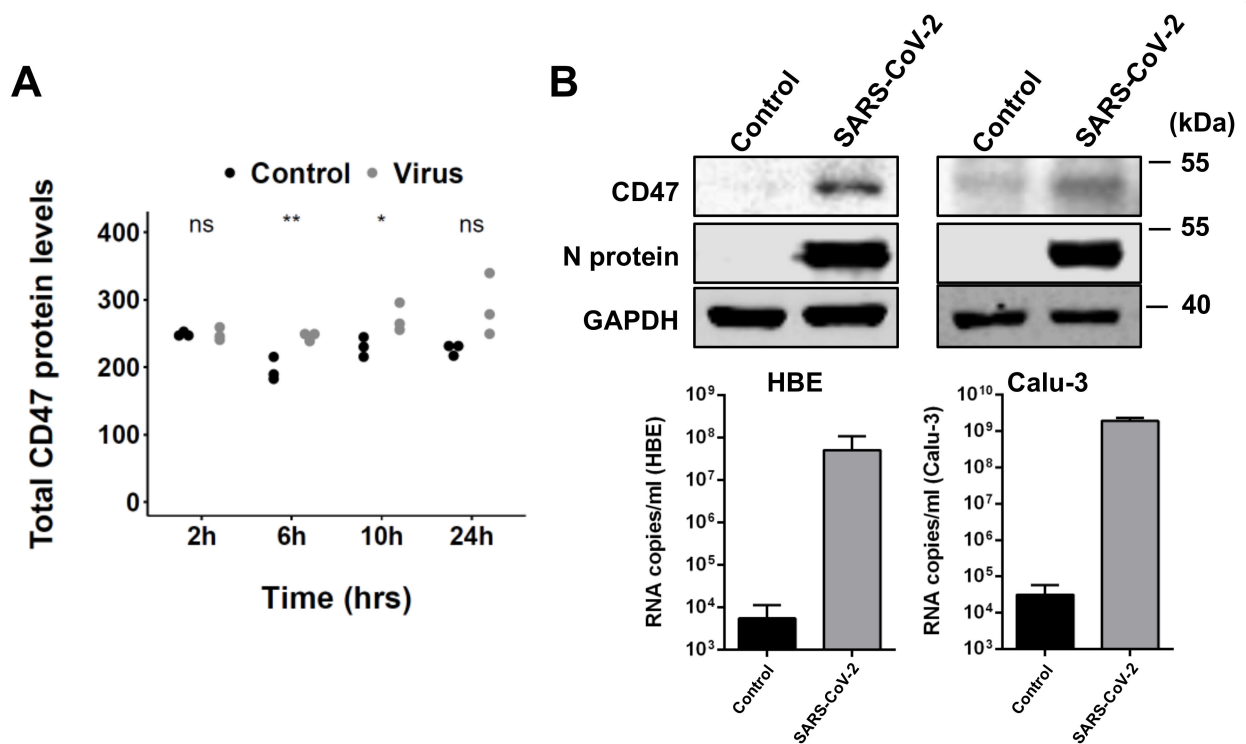 A
Control Virus
Total CD47 protein levels
400
300
200
100
0
ns
**
*
ns
2h 6h 10h 24h
Time (hrs)
B
Control
SARS-CoV-2
Control
SARS-CoV-2
(kDa)
CD47
55
N protein
55
GAPDH
40
HBE
RNA copies/ml (HBE)
10⁹
10⁸
10⁷
10⁶
10⁵
10⁴
10³
Control
SARS-CoV-2
Calu-3
RNA copies/ml (Calu-3)
10¹⁰
10⁹
10⁸
10⁷
10⁶
10⁵
10⁴
10³
Control
SARS-CoV-2